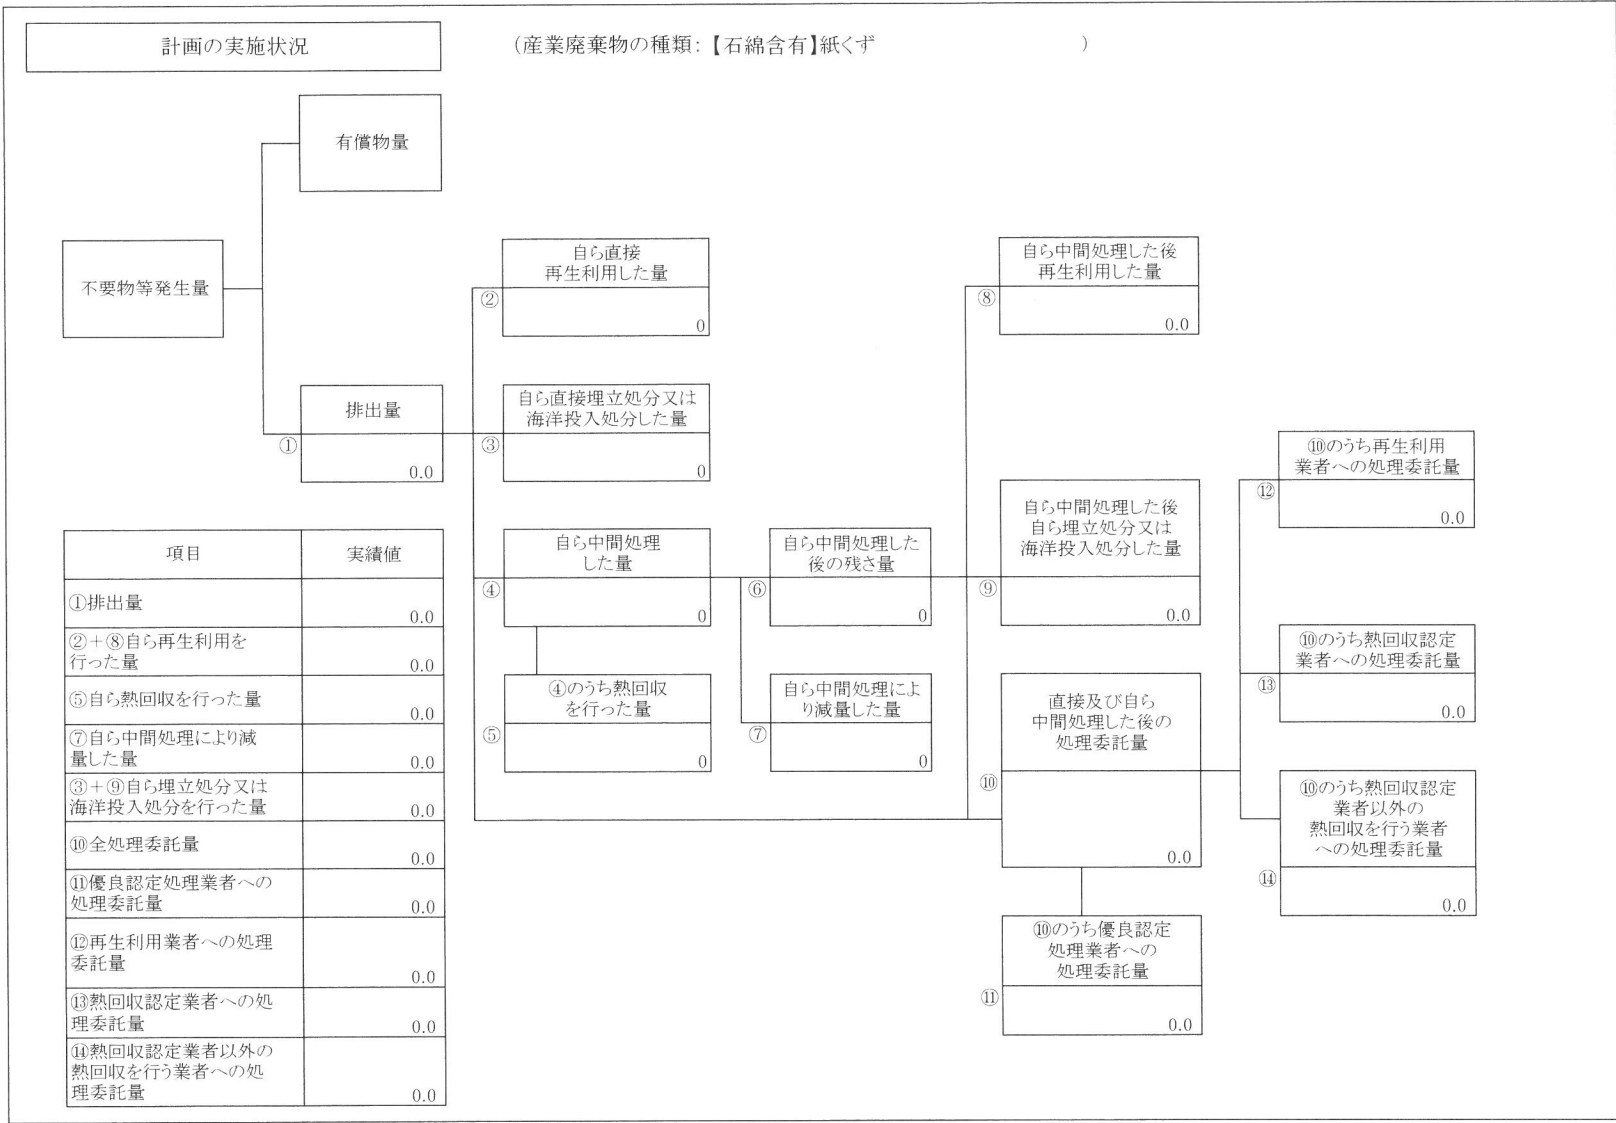 計画の実施状況
（産業廃棄物の種類：【石綿含有】紙くず　）
有償物量
不要物等発生量
排出量
①
0.0
自ら直接
再生利用した量
②
0
自ら直接埋立処分又は
海洋投入処分した量
③
0
自ら中間処理
した量
④
0
④のうち熱回収
を行った量
⑤
0
自ら中間処理した
後の残さ量
⑥
0
自ら中間処理によ
り減量した量
⑦
0
自ら中間処理した後
再生利用した量
⑧
0.0
自ら中間処理した後
自ら埋立処分又は
海洋投入処分した量
⑨
0.0
直接及び自ら
中間処理した後の
処理委託量
⑩
0.0
⑩のうち優良認定
処理業者への
処理委託量
⑪
0.0
⑩のうち再生利用
業者への処理委託量
⑫
0.0
⑩のうち熱回収認定
業者への処理委託量
⑬
0.0
⑩のうち熱回収認定
業者以外の
熱回収を行う業者
への処理委託量
⑭
0.0
項目 実績値
①排出量
0.0
②＋⑧自ら再生利用を
行った量 0.0
⑤自ら熱回収を行った量
0.0
⑦自ら中間処理により減
量した量 0.0
③＋⑨自ら埋立処分又は
海洋投入処分を行った量 0.0
⑩全処理委託量
0.0
⑪優良認定処理業者への
処理委託量 0.0
⑫再生利用業者への処理
委託量 0.0
⑬熱回収認定業者への処
理委託量 0.0
⑭熱回収認定業者以外の
熱回収を行う業者への処
理委託量 0.0